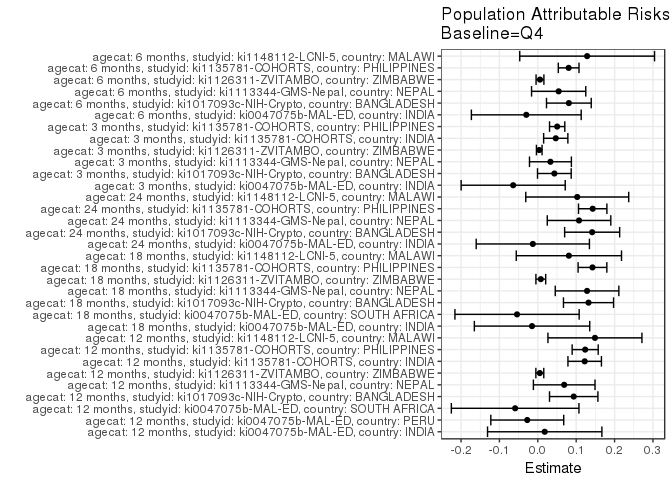 Population Attributable Risks
Baseline=Q4
agecat: 6 months, studyid: ki1148112-LCNI-5, country: MALAWI
agecat: 6 months, studyid: ki1135781-COHORTS, country: PHILIPPINES
agecat: 6 months, studyid: ki1126311-ZVITAMBO, country: ZIMBABWE
agecat: 6 months, studyid: ki1113344-GMS-Nepal, country: NEPAL
agecat: 6 months, studyid: ki1017093c-NIH-Crypto, country: BANGLADESH
agecat: 6 months, studyid: ki0047075b-MAL-ED, country: INDIA
agecat: 3 months, studyid: ki1135781-COHORTS, country: PHILIPPINES
agecat: 3 months, studyid: ki1135781-COHORTS, country: INDIA
agecat: 3 months, studyid: ki1126311-ZVITAMBO, country: ZIMBABWE
agecat: 3 months, studyid: ki1113344-GMS-Nepal, country: NEPAL
agecat: 3 months, studyid: ki1017093c-NIH-Crypto, country: BANGLADESH
agecat: 3 months, studyid: ki0047075b-MAL-ED, country: INDIA
agecat: 24 months, studyid: ki1148112-LCNI-5, country: MALAWI
agecat: 24 months, studyid: ki1135781-COHORTS, country: PHILIPPINES
agecat: 24 months, studyid: ki1113344-GMS-Nepal, country: NEPAL
agecat: 24 months, studyid: ki1017093c-NIH-Crypto, country: BANGLADESH
agecat: 24 months, studyid: ki0047075b-MAL-ED, country: INDIA
agecat: 18 months, studyid: ki1148112-LCNI-5, country: MALAWI
agecat: 18 months, studyid: ki1135781-COHORTS, country: PHILIPPINES
agecat: 18 months, studyid: ki1126311-ZVITAMBO, country: ZIMBABWE
agecat: 18 months, studyid: ki1113344-GMS-Nepal, country: NEPAL
agecat: 18 months, studyid: ki1017093c-NIH-Crypto, country: BANGLADESH
agecat: 18 months, studyid: ki0047075b-MAL-ED, country: SOUTH AFRICA
agecat: 18 months, studyid: ki0047075b-MAL-ED, country: INDIA
agecat: 12 months, studyid: ki1148112-LCNI-5, country: MALAWI
agecat: 12 months, studyid: ki1135781-COHORTS, country: PHILIPPINES
agecat: 12 months, studyid: ki1135781-COHORTS, country: INDIA
agecat: 12 months, studyid: ki1126311-ZVITAMBO, country: ZIMBABWE
agecat: 12 months, studyid: ki1113344-GMS-Nepal, country: NEPAL
agecat: 12 months, studyid: ki1017093c-NIH-Crypto, country: BANGLADESH
agecat: 12 months, studyid: ki0047075b-MAL-ED, country: SOUTH AFRICA
agecat: 12 months, studyid: ki0047075b-MAL-ED, country: PERU
agecat: 12 months, studyid: ki0047075b-MAL-ED, country: INDIA
-0.2 -0.1 0.0 0.1 0.2 0.3
Estimate